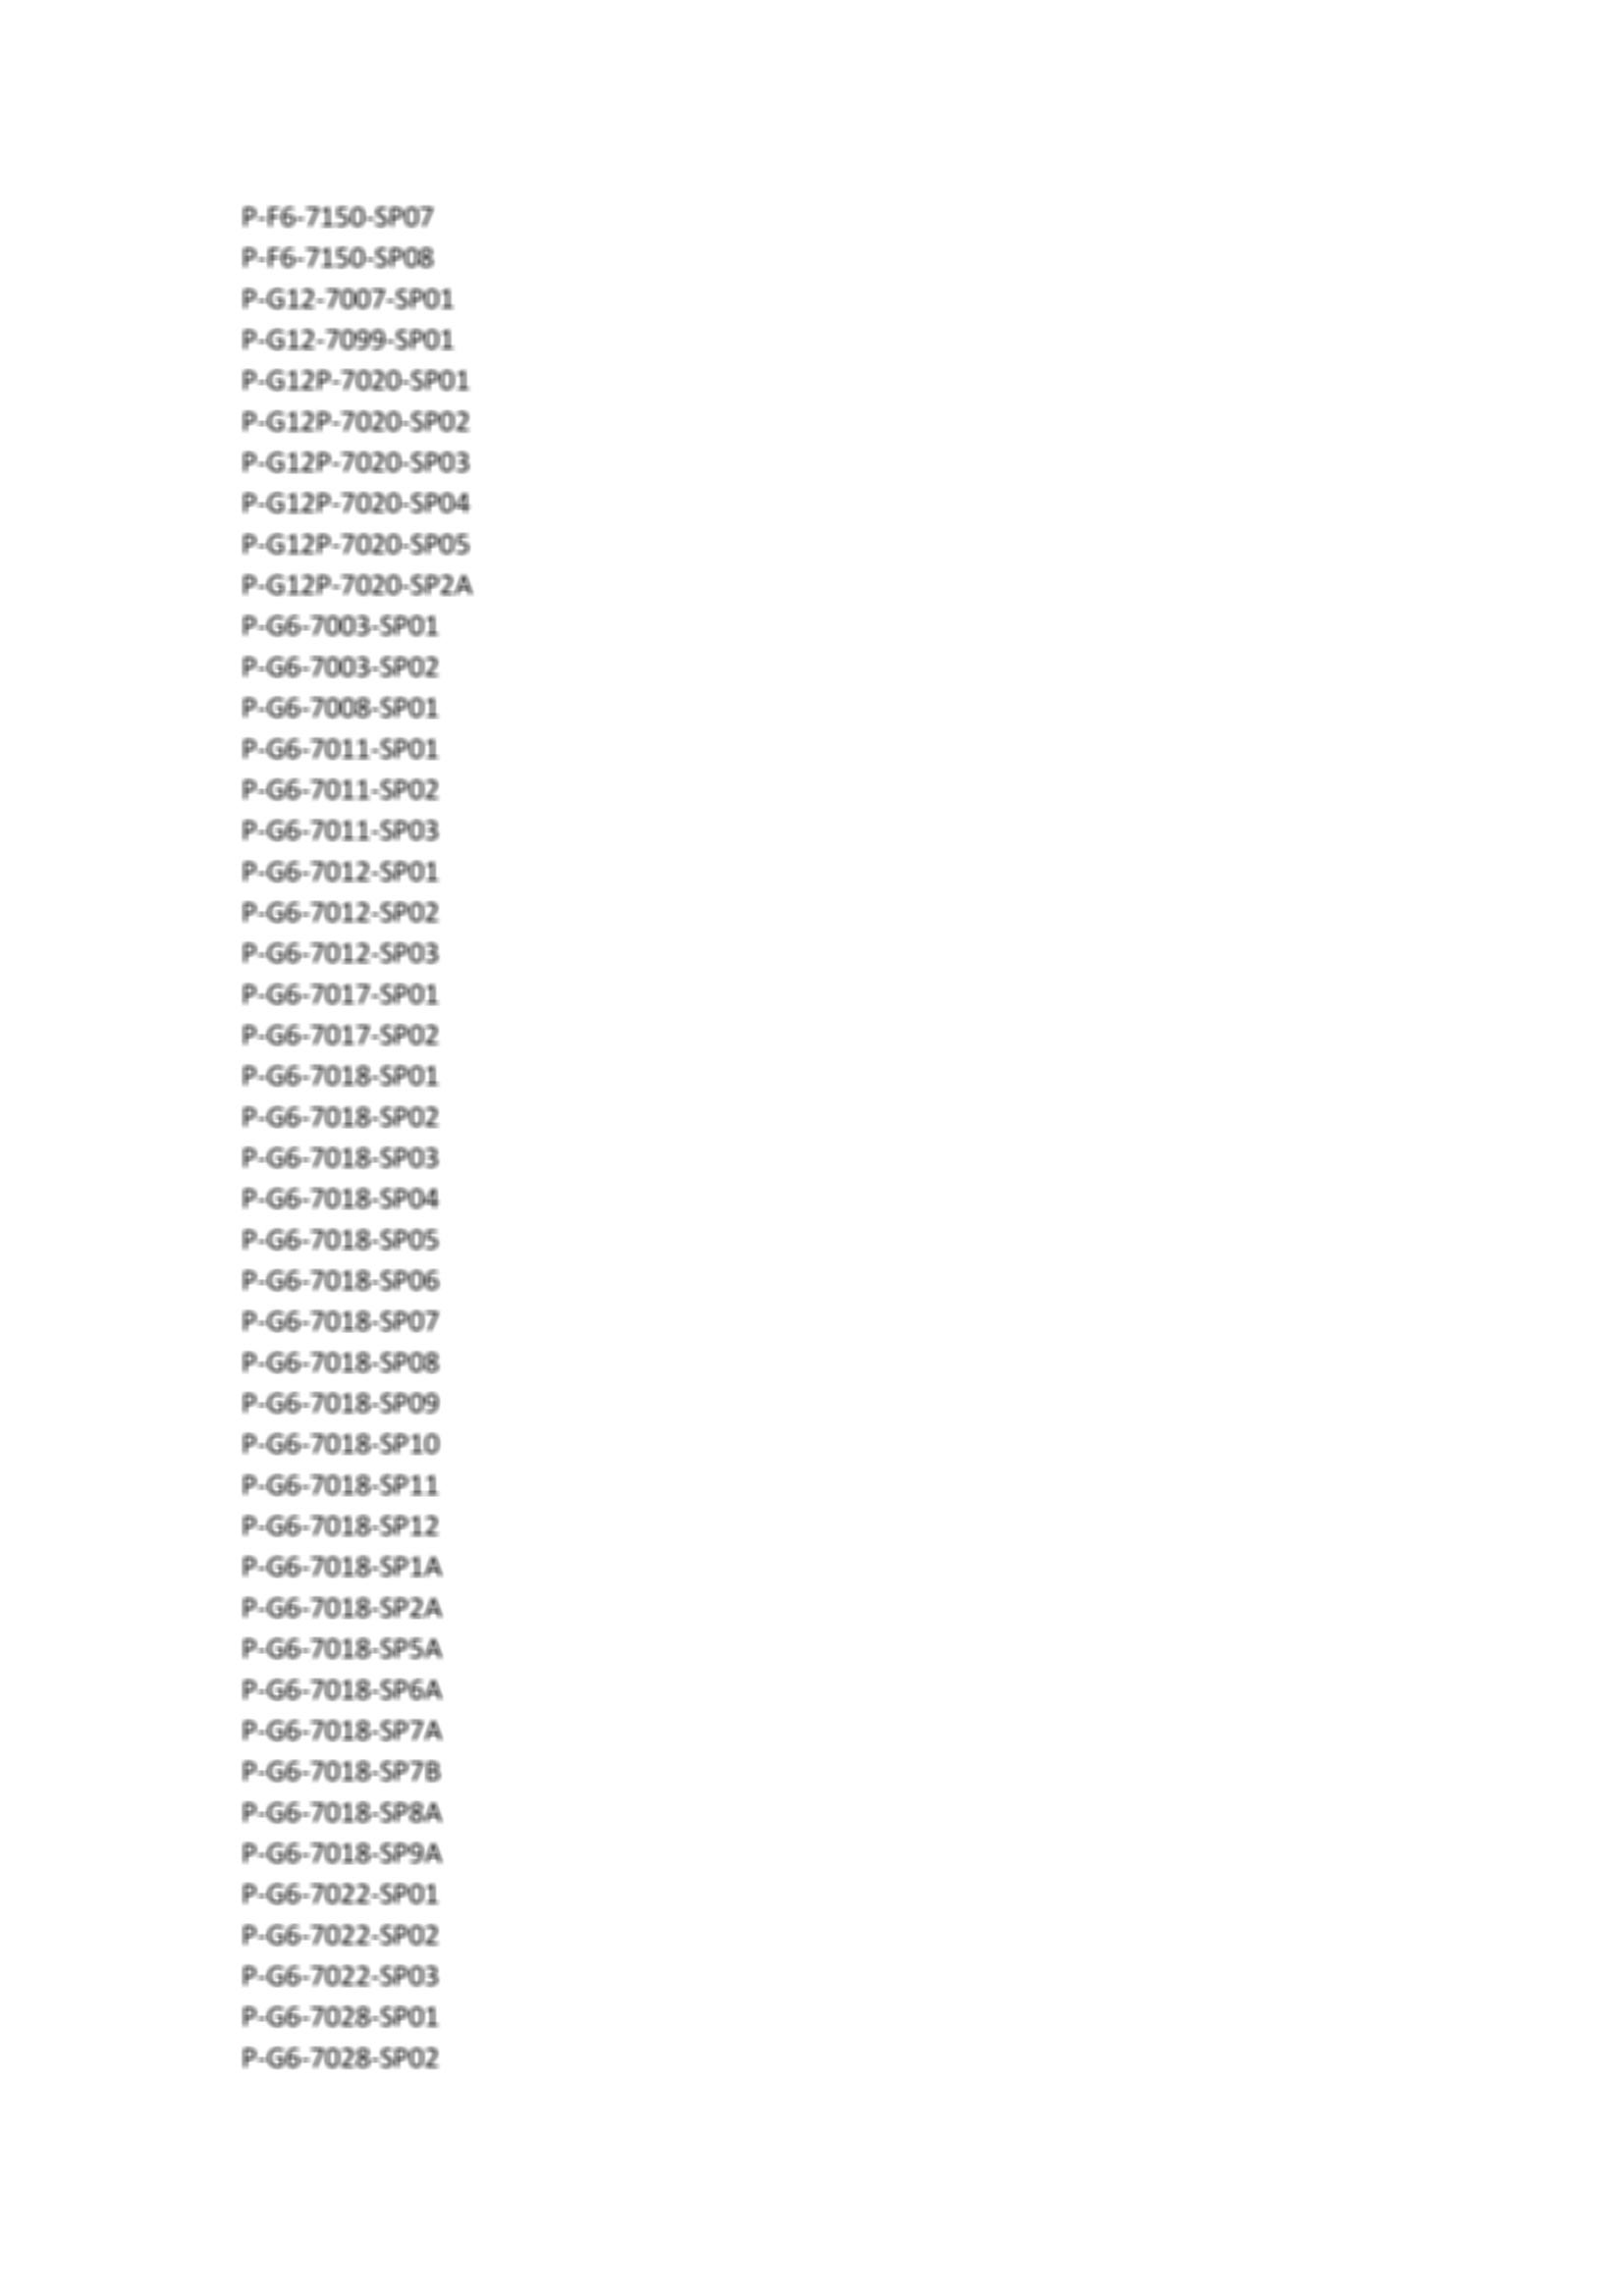 P-F6-7150-SP07
P-F6-7150-SP08
P-G12-7007-SP01
P-G12-7099-SP01
P-G12P-7020-SP01
P-G12P-7020-SP02
P-G12P-7020-SP03
P-G12P-7020-SP04
P-G12P-7020-SP05
P-G12P-7020-SP2A
P-G6-7003-SP01
P-G6-7003-SP02
P-G6-7008-SP01
P-G6-7011-SP01
P-G6-7011-SP02
P-G6-7011-SP03
P-G6-7012-SP01
P-G6-7012-SP02
P-G6-7012-SP03
P-G6-7017-SP01
P-G6-7017-SP02
P-G6-7018-SP01
P-G6-7018-SP02
P-G6-7018-SP03
P-G6-7018-SP04
P-G6-7018-SP05
P-G6-7018-SP06
P-G6-7018-SP07
P-G6-7018-SP08
P-G6-7018-SP09
P-G6-7018-SP10
P-G6-7018-SP11
P-G6-7018-SP12
P-G6-7018-SP1A
P-G6-7018-SP2A
P-G6-7018-SP5A
P-G6-7018-SP6A
P-G6-7018-SP7A
P-G6-7018-SP7B
P-G6-7018-SP8A
P-G6-7018-SP9A
P-G6-7022-SP01
P-G6-7022-SP02
P-G6-7022-SP03
P-G6-7028-SP01
P-G6-7028-SP02